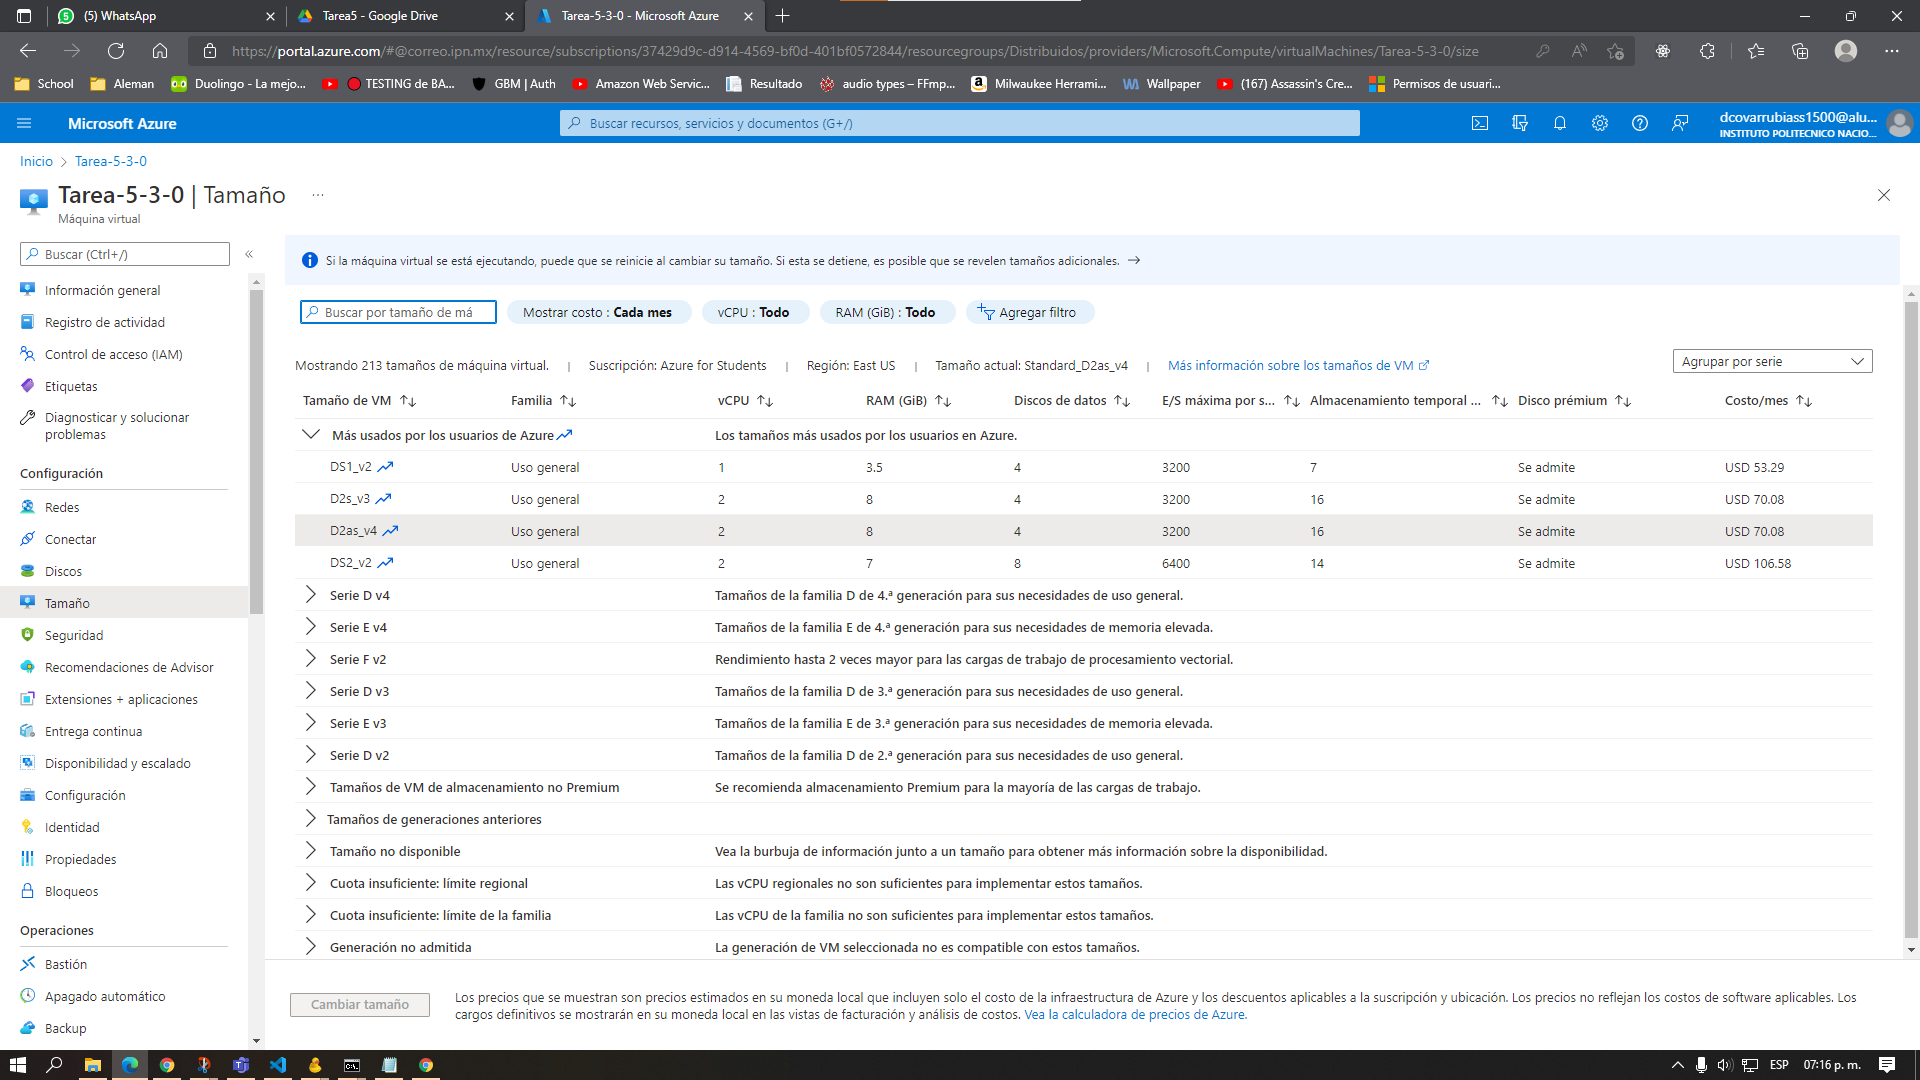 (5) WhatsApp
Tarea5 - Google Drive
Tarea-5-3-0 - Microsoft Azure
https://portal.azure.com/#@correo.ipn.mx/resource/subscriptions/37429d9c-d914-4569-bf0d-401bf0572844/resourcegroups/Distribuidos/providers/Microsoft.Compute/virtualMachines/Tarea-5-3-0/size
School
Aleman
Duolingo - La mejo...
TESTING de BA...
GBM | Auth
Amazon Web Servic...
Resultado
audio types – FFmp...
Milwaukee Herrami...
Wallpaper
(167) Assassin's Cre...
Permisos de usuari...
Microsoft Azure
Buscar recursos, servicios y documentos (G+/)
dcovarrubiass1500@alu...
INSTITUTO POLITECNICO NACIO...
Inicio > Tarea-5-3-0
Tarea-5-3-0 | Tamaño ...
Máquina virtual
Buscar (Ctrl+/)
«
Información general
Registro de actividad
Control de acceso (IAM)
Etiquetas
Diagnosticar y solucionar
problemas
Configuración
Redes
Conectar
Discos
Tamaño
Seguridad
Recomendaciones de Advisor
Extensiones + aplicaciones
Entrega continua
Disponibilidad y escalado
Configuración
Identidad
Propiedades
Bloqueos
Operaciones
Bastión
Apagado automático
Backup
Si la máquina virtual se está ejecutando, puede que se reinicie al cambiar su tamaño. Si esta se detiene, es posible que se revelen tamaños adicionales. →
Buscar por tamaño de má
Mostrar costo : Cada mes
vCPU : Todo
RAM (GiB) : Todo
Agregar filtro
Mostrando 213 tamaños de máquina virtual. | Suscripción: Azure for Students | Región: East US | Tamaño actual: Standard_D2as_v4 | Más información sobre los tamaños de VM
Agrupar por serie
Tamaño de VM ↑↓ Familia ↑↓ vCPU ↑↓ RAM (GiB) ↑↓ Discos de datos ↑↓ E/S máxima por s... ↑↓ Almacenamiento temporal ... ↑↓ Disco prémium ↑↓ Costo/mes ↑↓
Más usados por los usuarios de Azure Los tamaños más usados por los usuarios en Azure.
DS1_v2 Uso general 1 3.5 4 3200 7 Se admite USD 53.29
D2s_v3 Uso general 2 8 4 3200 16 Se admite USD 70.08
D2as_v4 Uso general 2 8 4 3200 16 Se admite USD 70.08
DS2_v2 Uso general 2 7 8 6400 14 Se admite USD 106.58
Serie D v4 Tamaños de la familia D de 4.ª generación para sus necesidades de uso general.
Serie E v4 Tamaños de la familia E de 4.ª generación para sus necesidades de memoria elevada.
Serie F v2 Rendimiento hasta 2 veces mayor para las cargas de trabajo de procesamiento vectorial.
Serie D v3 Tamaños de la familia D de 3.ª generación para sus necesidades de uso general.
Serie E v3 Tamaños de la familia E de 3.ª generación para sus necesidades de memoria elevada.
Serie D v2 Tamaños de la familia D de 2.ª generación para sus necesidades de uso general.
Tamaños de VM de almacenamiento no Premium Se recomienda almacenamiento Premium para la mayoría de las cargas de trabajo.
Tamaños de generaciones anteriores
Tamaño no disponible Vea la burbuja de información junto a un tamaño para obtener más información sobre la disponibilidad.
Cuota insuficiente: límite regional Las vCPU regionales no son suficientes para implementar estos tamaños.
Cuota insuficiente: límite de la familia Las vCPU de la familia no son suficientes para implementar estos tamaños.
Generación no admitida La generación de VM seleccionada no es compatible con estos tamaños.
Cambiar tamaño
Los precios que se muestran son precios estimados en su moneda local que incluyen solo el costo de la infraestructura de Azure y los descuentos aplicables a la suscripción y ubicación. Los precios no reflejan los costos de software aplicables. Los
cargos definitivos se mostrarán en su moneda local en las vistas de facturación y análisis de costos. Vea la calculadora de precios de Azure.
ESP
07:16 p. m.